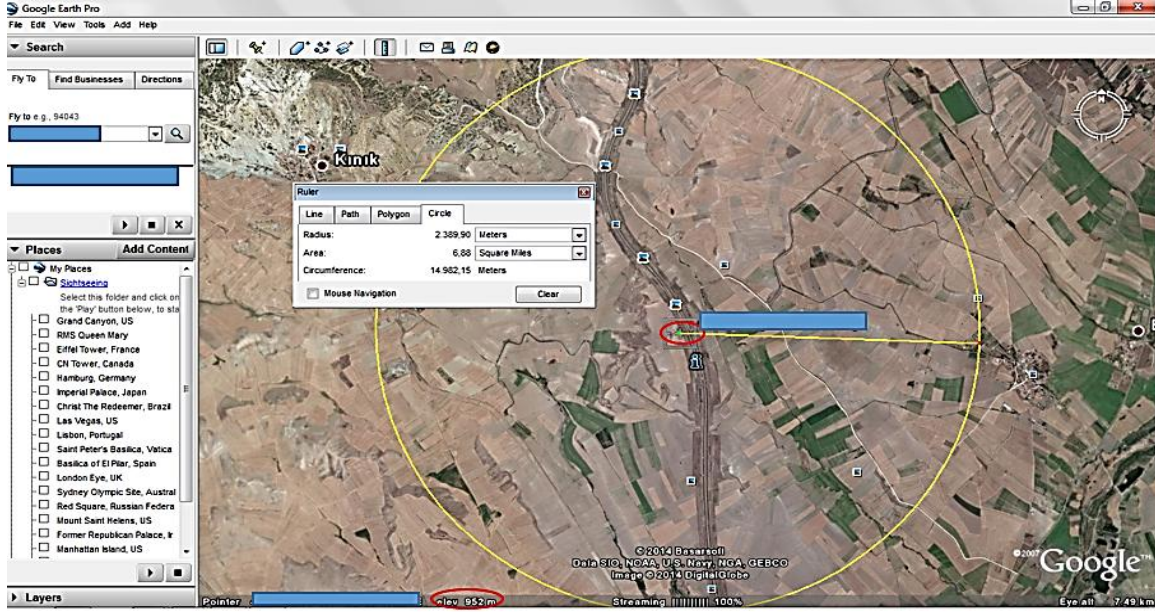 Google Earth Pro
File Edit View Tools Add Help
Search
Fly To Find Businesses Directions
Fly to e.g., 94043
Places Add Content
My Places
Sightseeing
Select this folder and click on
the 'Play' button below, to sta
Grand Canyon, US
RMS Queen Mary
Eiffel Tower, France
CN Tower, Canada
Hamburg, Germany
Imperial Palace, Japan
Christ The Redeemer, Brazil
Las Vegas, US
Lisbon, Portugal
Saint Peter's Basilica, Vatica
Basilica of El Pilar, Spain
London Eye, UK
Sydney Olympic Site, Austral
Red Square, Russian Federa
Mount Saint Helens, US
Former Republican Palace, Ir
Manhattan Island, US
Layers
Kınık
Ruler
Line Path Polygon Circle
Radius: 2.389,90 Meters
Area: 6,88 Square Miles
Circumference: 14.982,15 Meters
Mouse Navigation Clear
N
© 2014 Basarsoft
Data SIO, NOAA, U.S. Navy, NGA, GEBCO
Image © 2014 DigitalGlobe
©2007 Google™
Pointer elev 952 m Streaming |||||||||| 100% Eye alt 7.49 km